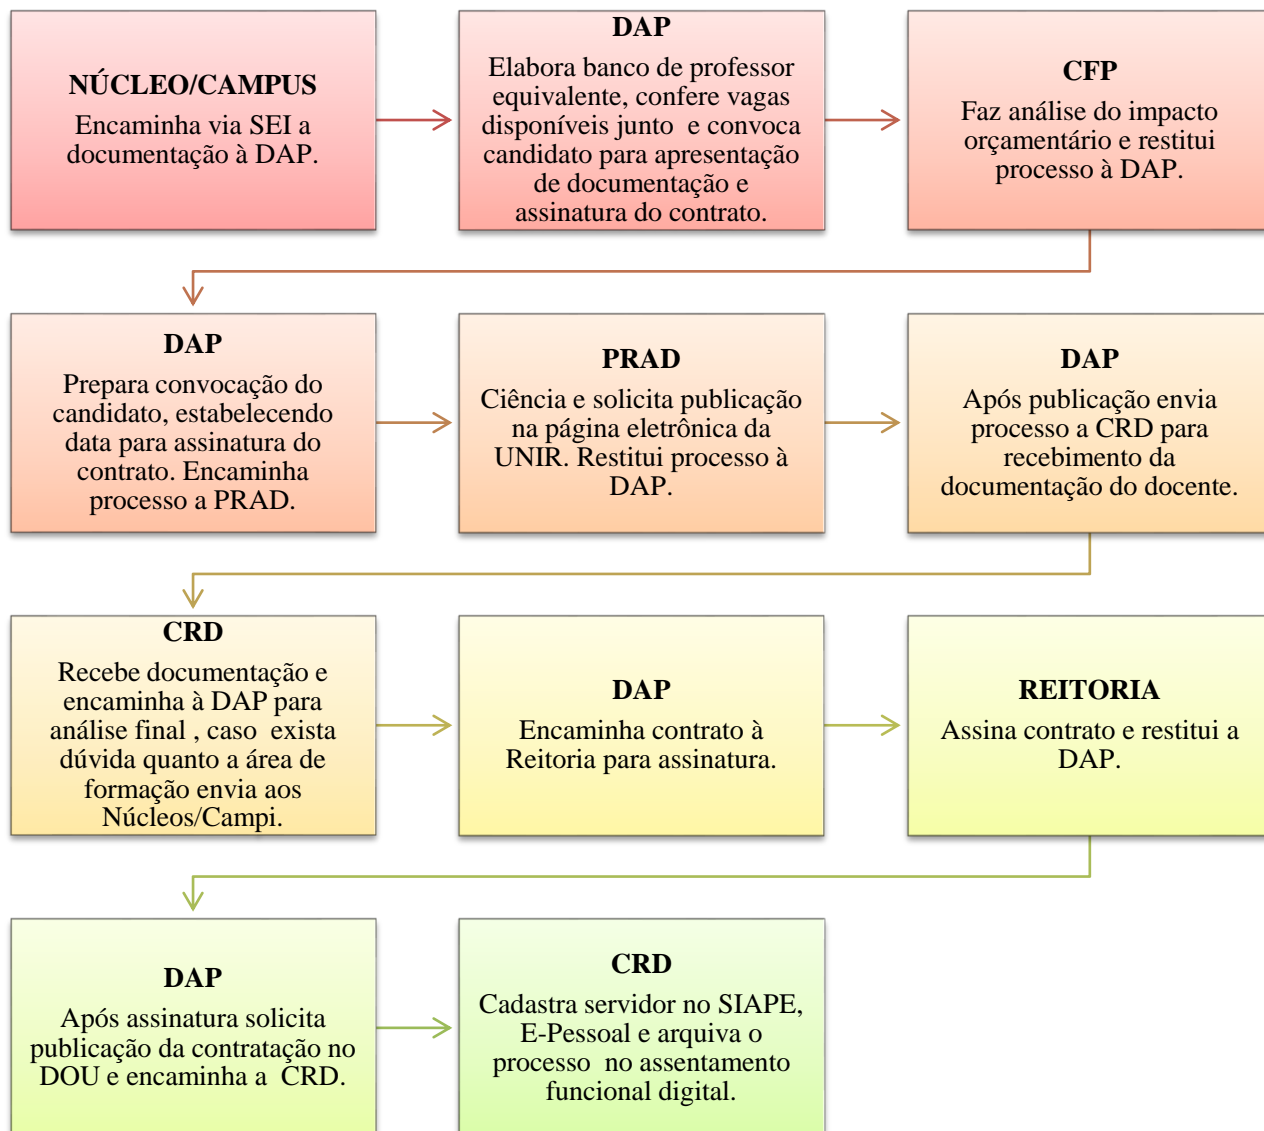 NÚCLEO/CAMPUS
Encaminha via SEI a
documentação à DAP.
DAP
Elabora banco de professor
equivalente, confere vagas
disponíveis junto e convoca
candidato para apresentação
de documentação e
assinatura do contrato.
CFP
Faz análise do impacto
orçamentário e restitui
processo à DAP.
DAP
Prepara convocação do
candidato, estabelecendo
data para assinatura do
contrato. Encaminha
processo a PRAD.
PRAD
Ciência e solicita publicação
na página eletrônica da
UNIR. Restitui processo à
DAP.
DAP
Após publicação envia
processo a CRD para
recebimento da
documentação do docente.
CRD
Recebe documentação e
encaminha à DAP para
análise final , caso exista
dúvida quanto a área de
formação envia aos
Núcleos/Campi.
DAP
Encaminha contrato à
Reitoria para assinatura.
REITORIA
Assina contrato e restitui a
DAP.
DAP
Após assinatura solicita
publicação da contratação no
DOU e encaminha a CRD.
CRD
Cadastra servidor no SIAPE,
E-Pessoal e arquiva o
processo no assentamento
funcional digital.